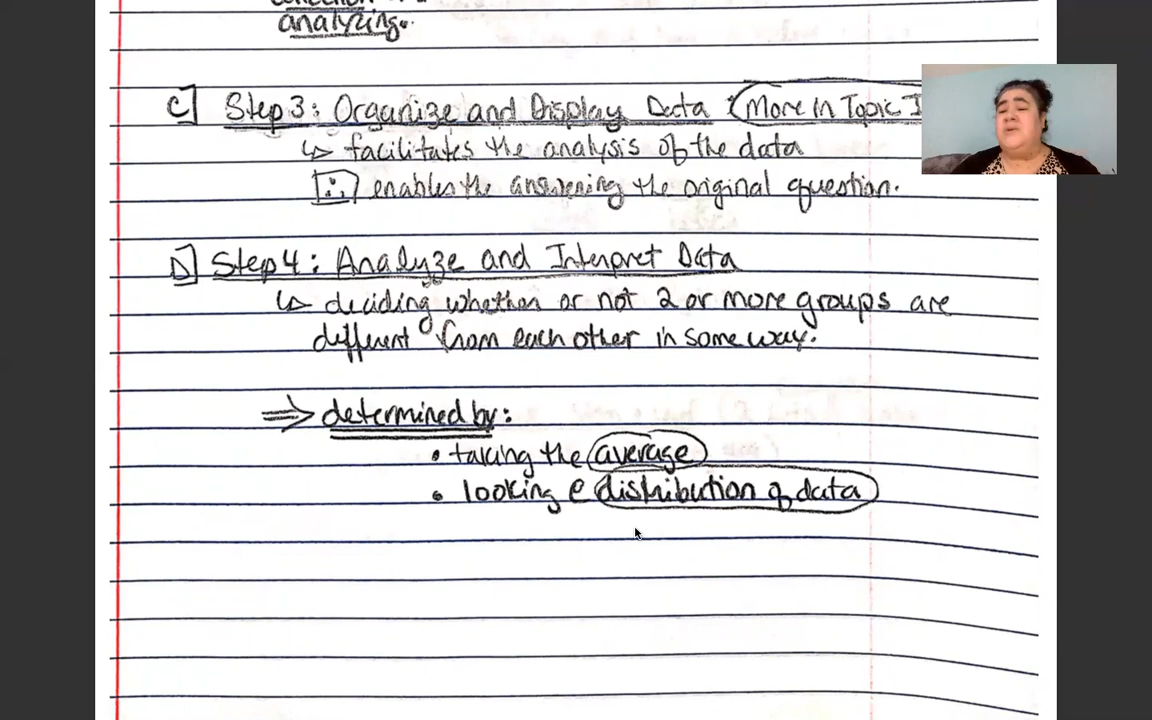 analyzing.
C] Step 3: Organize and Display Data (More in Topic I
↳ facilitates the analysis of the data
∴ enables the answering the original question.
D] Step 4: Analyze and Interpret Data
↳ deciding whether or not 2 or more groups are
different from each other in some way.
⇒ determined by:
• taking the average
• looking @ distribution of data